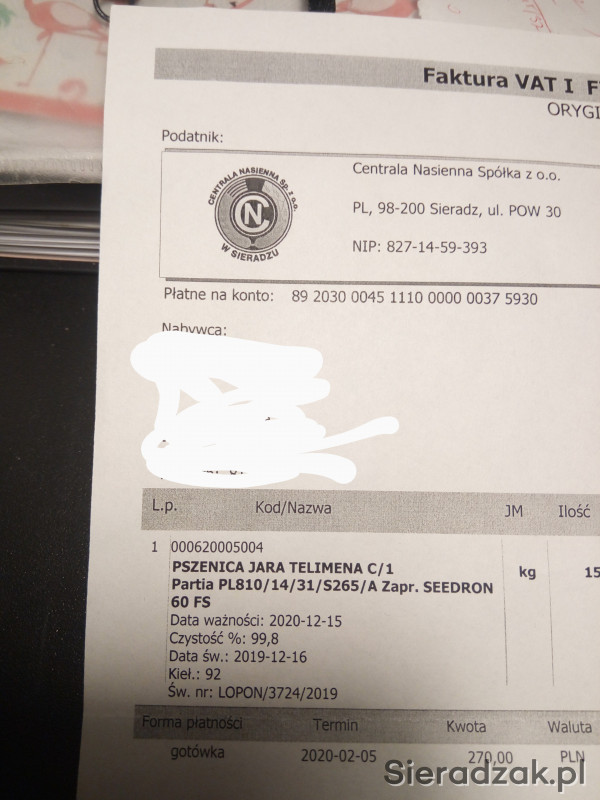 Faktura VAT I F
ORYGI
Podatnik:
CENTRALA NASIENNA Sp. z o.o.
CN
W SIERADZU
Centrala Nasienna Spółka z o.o.
PL, 98-200 Sieradz, ul. POW 30
NIP: 827-14-59-393
Płatne na konto: 89 2030 0045 1110 0000 0037 5930
Nabywca:
L.p. Kod/Nazwa JM Ilość
1 000620005004
PSZENICA JARA TELIMENA C/1 kg 15
Partia PL810/14/31/S265/A Zapr. SEEDRON
60 FS
Data ważności: 2020-12-15
Czystość %: 99,8
Data św.: 2019-12-16
Kieł.: 92
Św. nr: LOPON/3724/2019
Forma płatności Termin Kwota Waluta
gotówka 2020-02-05 270,00 PLN
Sieradzak.pl